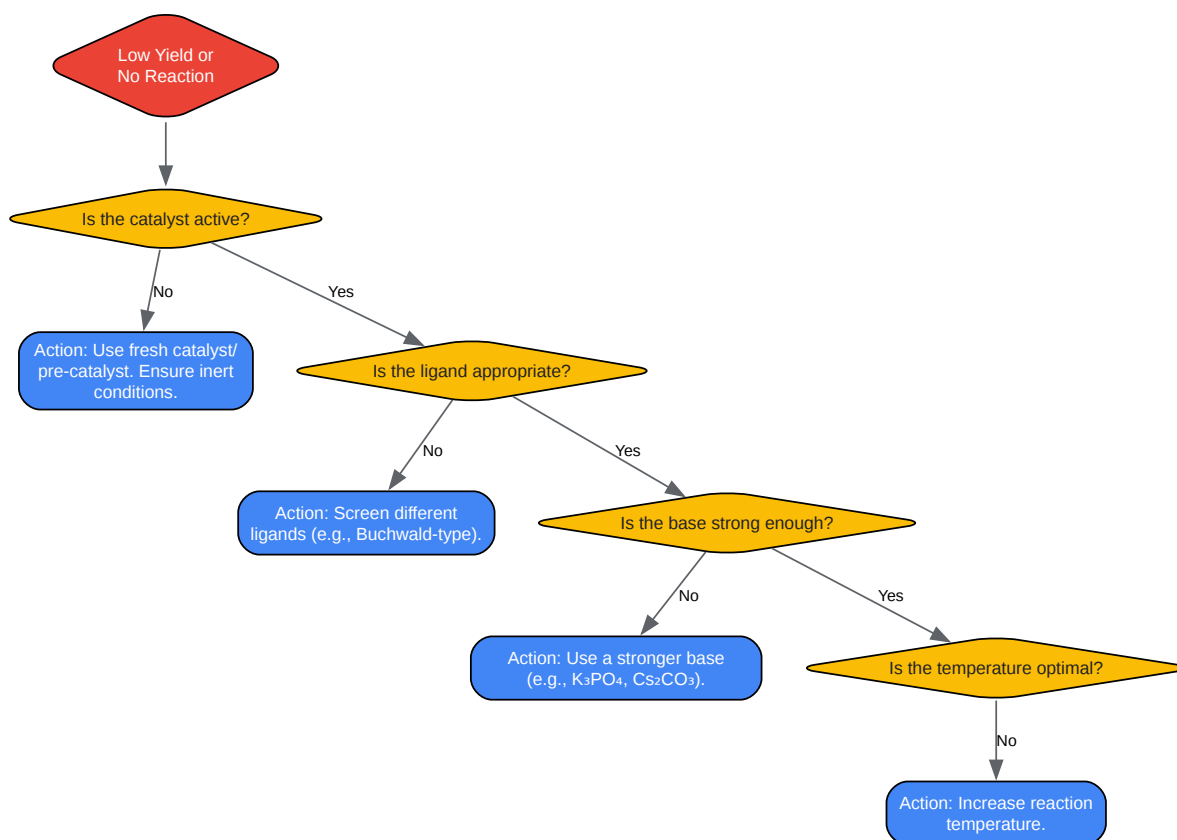 Low Yield or
No Reaction
Is the catalyst active?
No
Yes
Action: Use fresh catalyst/
pre-catalyst. Ensure inert
conditions.
Is the ligand appropriate?
No
Yes
Action: Screen different
ligands (e.g., Buchwald-type).
Is the base strong enough?
No
Yes
Action: Use a stronger base
(e.g., K₃PO₄, Cs₂CO₃).
Is the temperature optimal?
No
Action: Increase reaction
temperature.